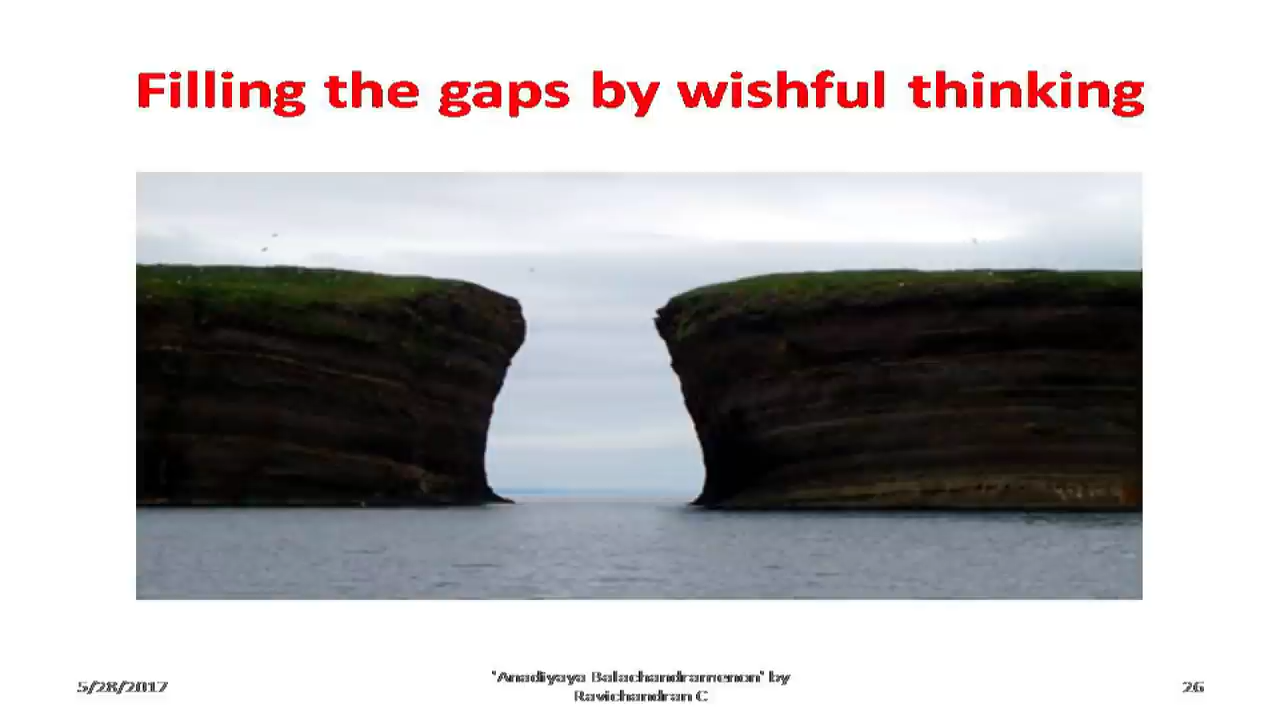 Filling the gaps by wishful thinking
5/28/2017
'Anadiyaya Balachandramenon' by
Ravichandran C
26